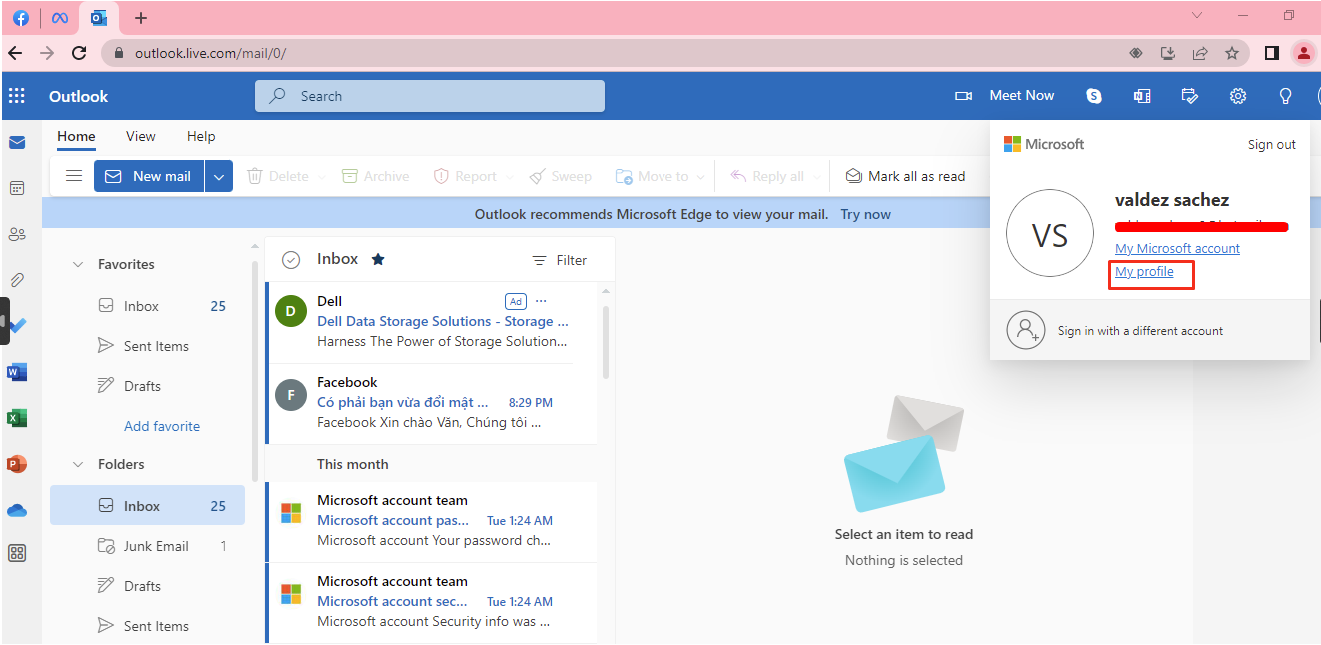 outlook.live.com/mail/0/
Outlook
Search
Meet Now
Home View Help
New mail Delete Archive Report Sweep Move to Reply all Mark all as read
Outlook recommends Microsoft Edge to view your mail. Try now
Microsoft Sign out
VS
valdez sachez
My Microsoft account
My profile
Sign in with a different account
Favorites
Inbox 25
Sent Items
Drafts
Add favorite
Folders
Inbox 25
Junk Email 1
Drafts
Sent Items
Inbox Filter
D
Dell Ad ...
Dell Data Storage Solutions - Storage ...
Harness The Power of Storage Solution...
F
Facebook
Có phải bạn vừa đổi mật ... 8:29 PM
Facebook Xin chào Văn, Chúng tôi ...
This month
Microsoft account team
Microsoft account pas... Tue 1:24 AM
Microsoft account Your password ch...
Microsoft account team
Microsoft account sec... Tue 1:24 AM
Microsoft account Security info was ...
Select an item to read
Nothing is selected